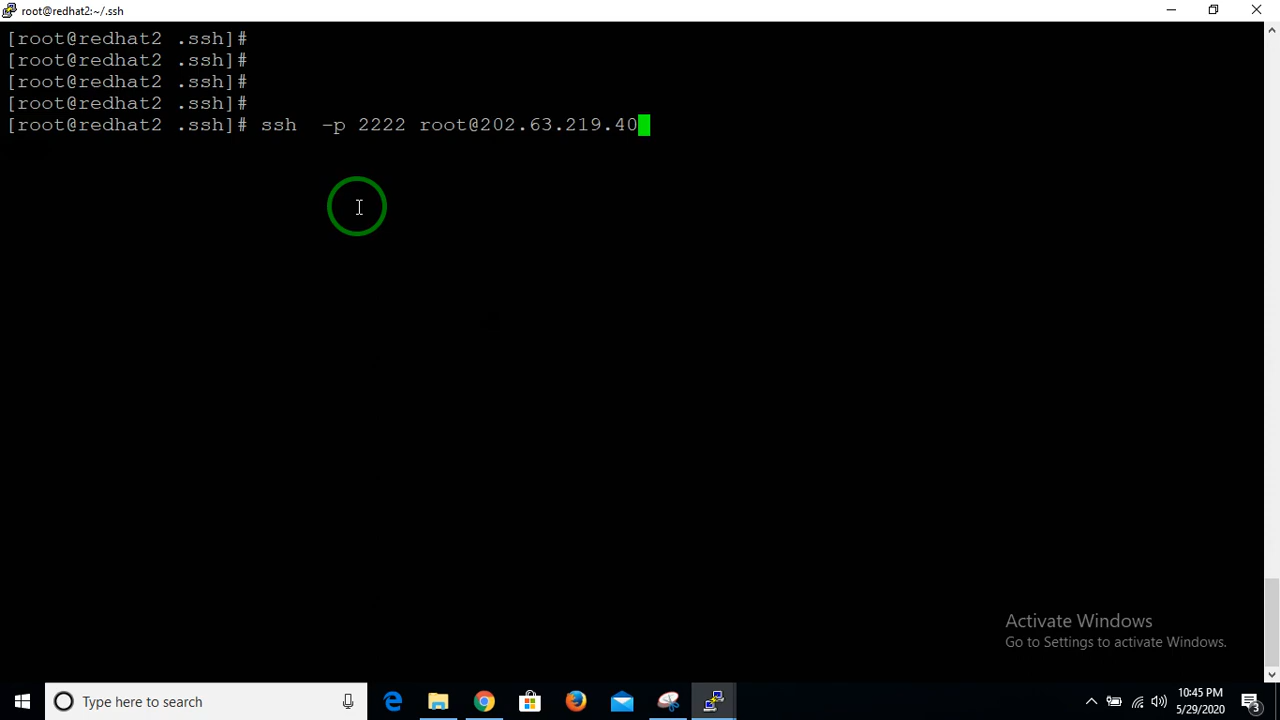 root@redhat2:~/.ssh
[root@redhat2 .ssh]#
[root@redhat2 .ssh]#
[root@redhat2 .ssh]#
[root@redhat2 .ssh]#
[root@redhat2 .ssh]# ssh  -p 2222 root@202.63.219.40
Activate Windows
Go to Settings to activate Windows.
Type here to search
10:45 PM
5/29/2020
3